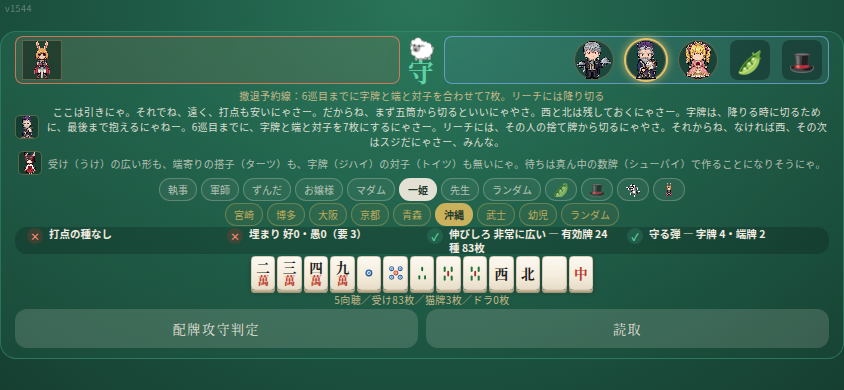 v1544
守
撤退予約線：6巡目までに字牌と端と対子を合わせて7枚。リーチには降り切る
ここは引きにゃ。それでね、遠く、打点も安いにゃさー。だからね、まず五筒から切るといいにゃやさ。西と北は残しておくにゃさー。字牌は、降りる時に切るため
に、最後まで抱えるにゃねー。6巡目までに、字牌と端と対子を7枚にするにゃさー。リーチには、その人の捨て牌から切るにゃやさ。それからね、なければ西、その次
はスジだにゃさー、みんな。
受け（うけ）の広い形も、端寄りの搭子（ターツ）も、字牌（ジハイ）の対子（トイツ）も無いにゃ。待ちは真ん中の数牌（シューパイ）で作ることになりそうにゃ。
執事 軍師 ずんだ お嬢様 マダム 一姫 先生 ランダム
宮崎 博多 大阪 京都 青森 沖縄 武士 幼児 ランダム
× 打点の種なし × 埋まり 好0・愚0（要 3） ✓ 伸びしろ 非常に広い — 有効牌 24 ✓ 守る弾 — 字牌 4・端牌 2
種 83枚
二萬 三萬 四萬 九萬 西 北 中
5向聴／受け83枚／猫牌3枚／ドラ0枚
配牌攻守判定 読取